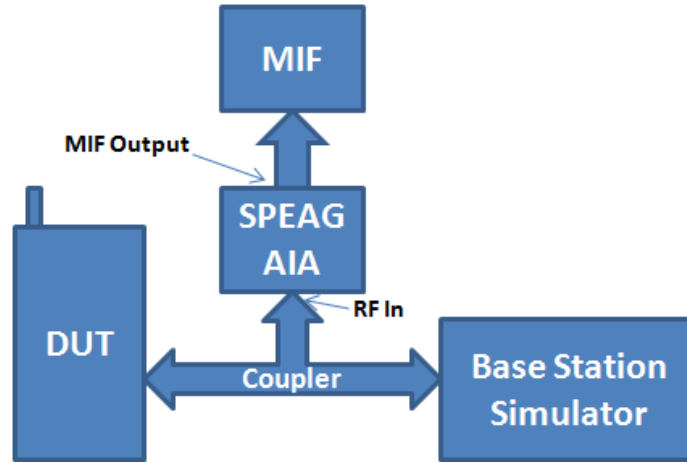 MIF
MIF Output
SPEAG
AIA
RF In
DUT
Coupler
Base Station
Simulator